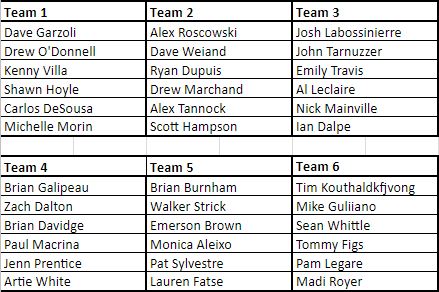 Team 1 Team 2 Team 3
Dave Garzoli Alex Roscowski Josh Labossinierre
Drew O'Donnell Dave Weiand John Tarnuzzer
Kenny Villa Ryan Dupuis Emily Travis
Shawn Hoyle Drew Marchand Al Leclaire
Carlos DeSousa Alex Tannock Nick Mainville
Michelle Morin Scott Hampson Ian Dalpe
Team 4 Team 5 Team 6
Brian Galipeau Brian Burnham Tim Kouthaldkfjvong
Zach Dalton Walker Strick Mike Guliiano
Brian Davidge Emerson Brown Sean Whittle
Paul Macrina Monica Aleixo Tommy Figs
Jenn Prentice Pat Sylvestre Pam Legare
Artie White Lauren Fatse Madi Royer